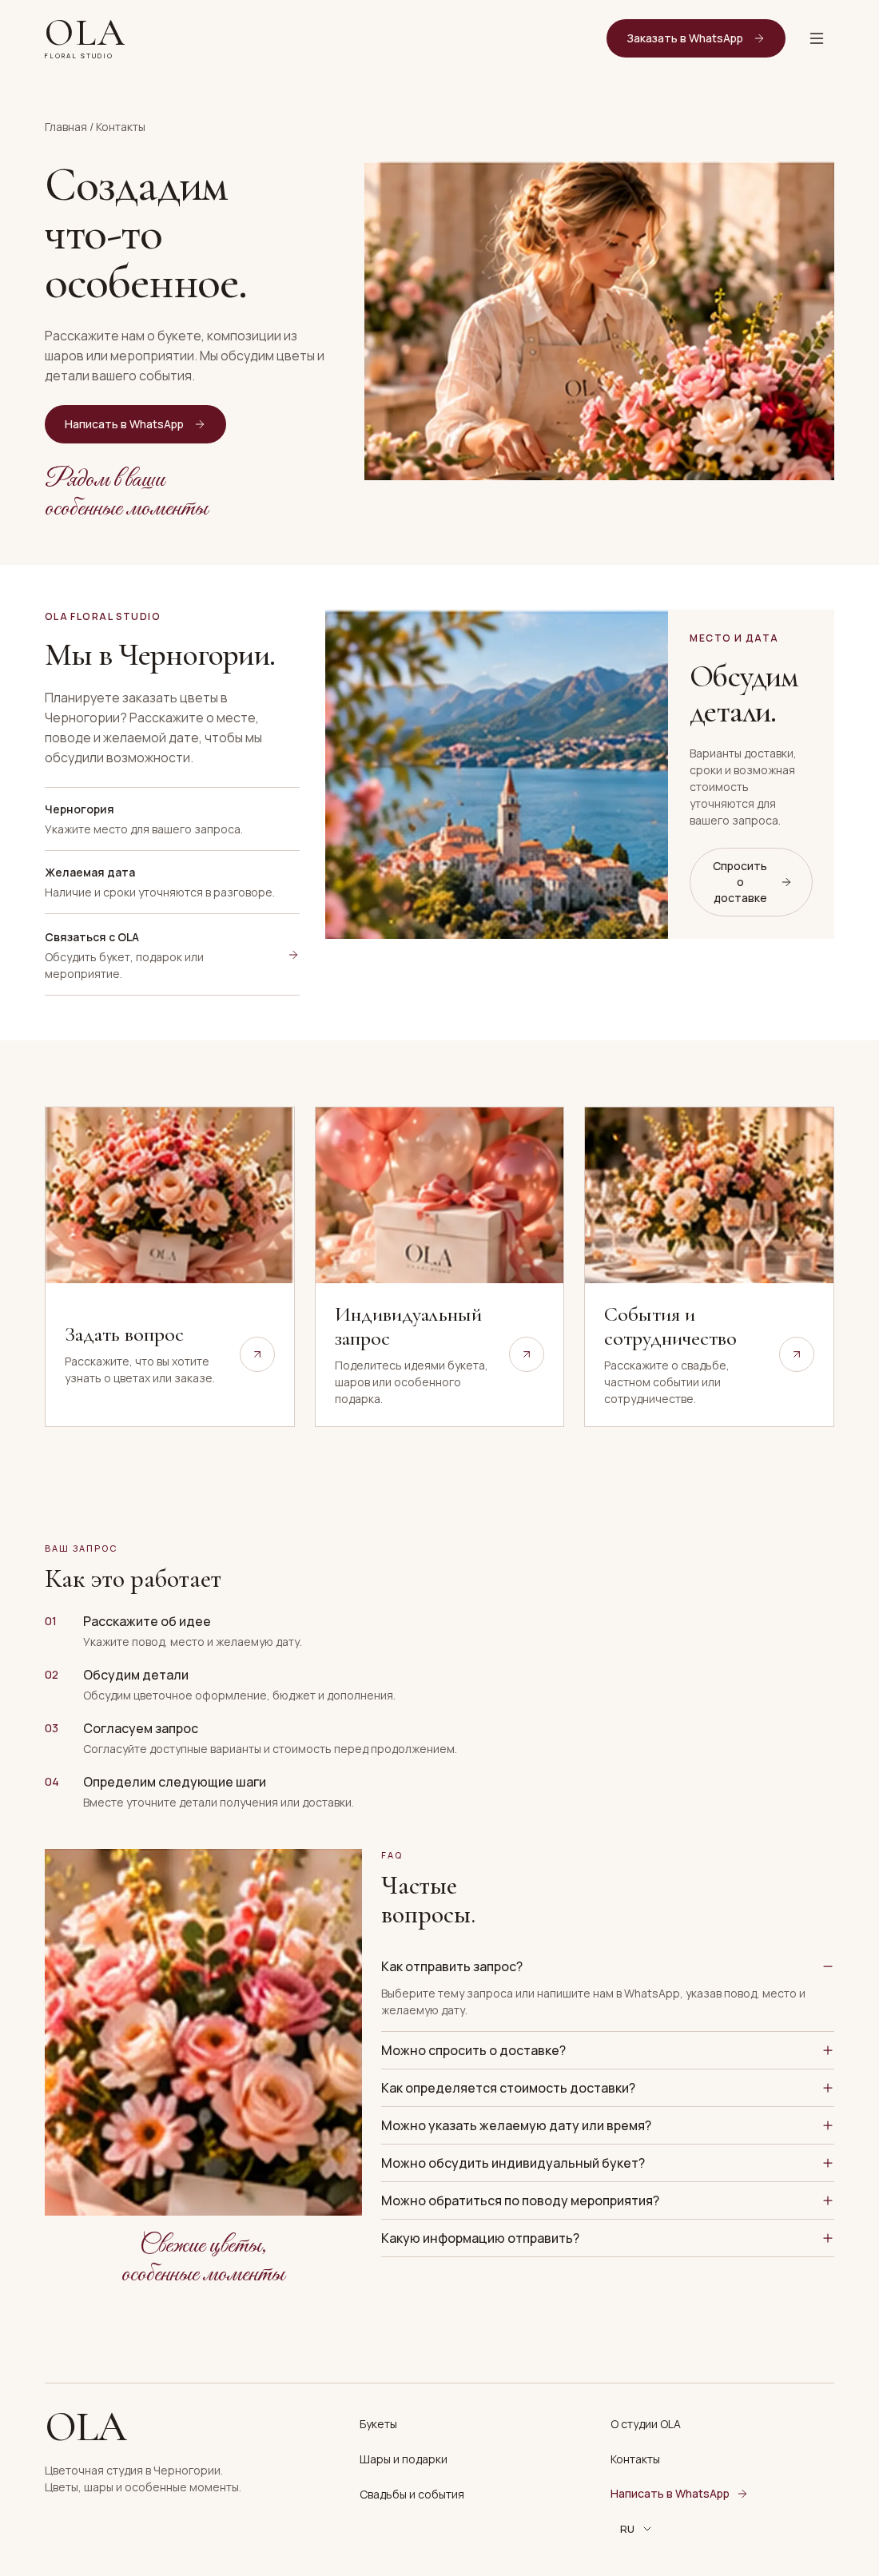 OLA
FLORAL STUDIO
Заказать в WhatsApp
Главная / Контакты
Создадим
что-то
особенное.
Расскажите нам о букете, композиции из
шаров или мероприятии. Мы обсудим цветы и
детали вашего события.
Написать в WhatsApp
Рядом в ваши
особенные моменты
OLA
OLA FLORAL STUDIO
Мы в Черногории.
Планируете заказать цветы в
Черногории? Расскажите о месте,
поводе и желаемой дате, чтобы мы
обсудили возможности.
Черногория
Укажите место для вашего запроса.
Желаемая дата
Наличие и сроки уточняются в разговоре.
Связаться с OLA
Обсудить букет, подарок или
мероприятие.
МЕСТО И ДАТА
Обсудим
детали.
Варианты доставки,
сроки и возможная
стоимость
уточняются для
вашего запроса.
Спросить
о
доставке
OLA
Задать вопрос
Расскажите, что вы хотите
узнать о цветах или заказе.
OLA
Индивидуальный
запрос
Поделитесь идеями букета,
шаров или особенного
подарка.
События и
сотрудничество
Расскажите о свадьбе,
частном событии или
сотрудничестве.
ВАШ ЗАПРОС
Как это работает
01 Расскажите об идее
Укажите повод, место и желаемую дату.
02 Обсудим детали
Обсудим цветочное оформление, бюджет и дополнения.
03 Согласуем запрос
Согласуйте доступные варианты и стоимость перед продолжением.
04 Определим следующие шаги
Вместе уточните детали получения или доставки.
Свежие цветы,
особенные моменты
FAQ
Частые
вопросы.
Как отправить запрос?
Выберите тему запроса или напишите нам в WhatsApp, указав повод, место и
желаемую дату.
Можно спросить о доставке?
Как определяется стоимость доставки?
Можно указать желаемую дату или время?
Можно обсудить индивидуальный букет?
Можно обратиться по поводу мероприятия?
Какую информацию отправить?
OLA
Цветочная студия в Черногории.
Цветы, шары и особенные моменты.
Букеты
Шары и подарки
Свадьбы и события
О студии OLA
Контакты
Написать в WhatsApp
RU